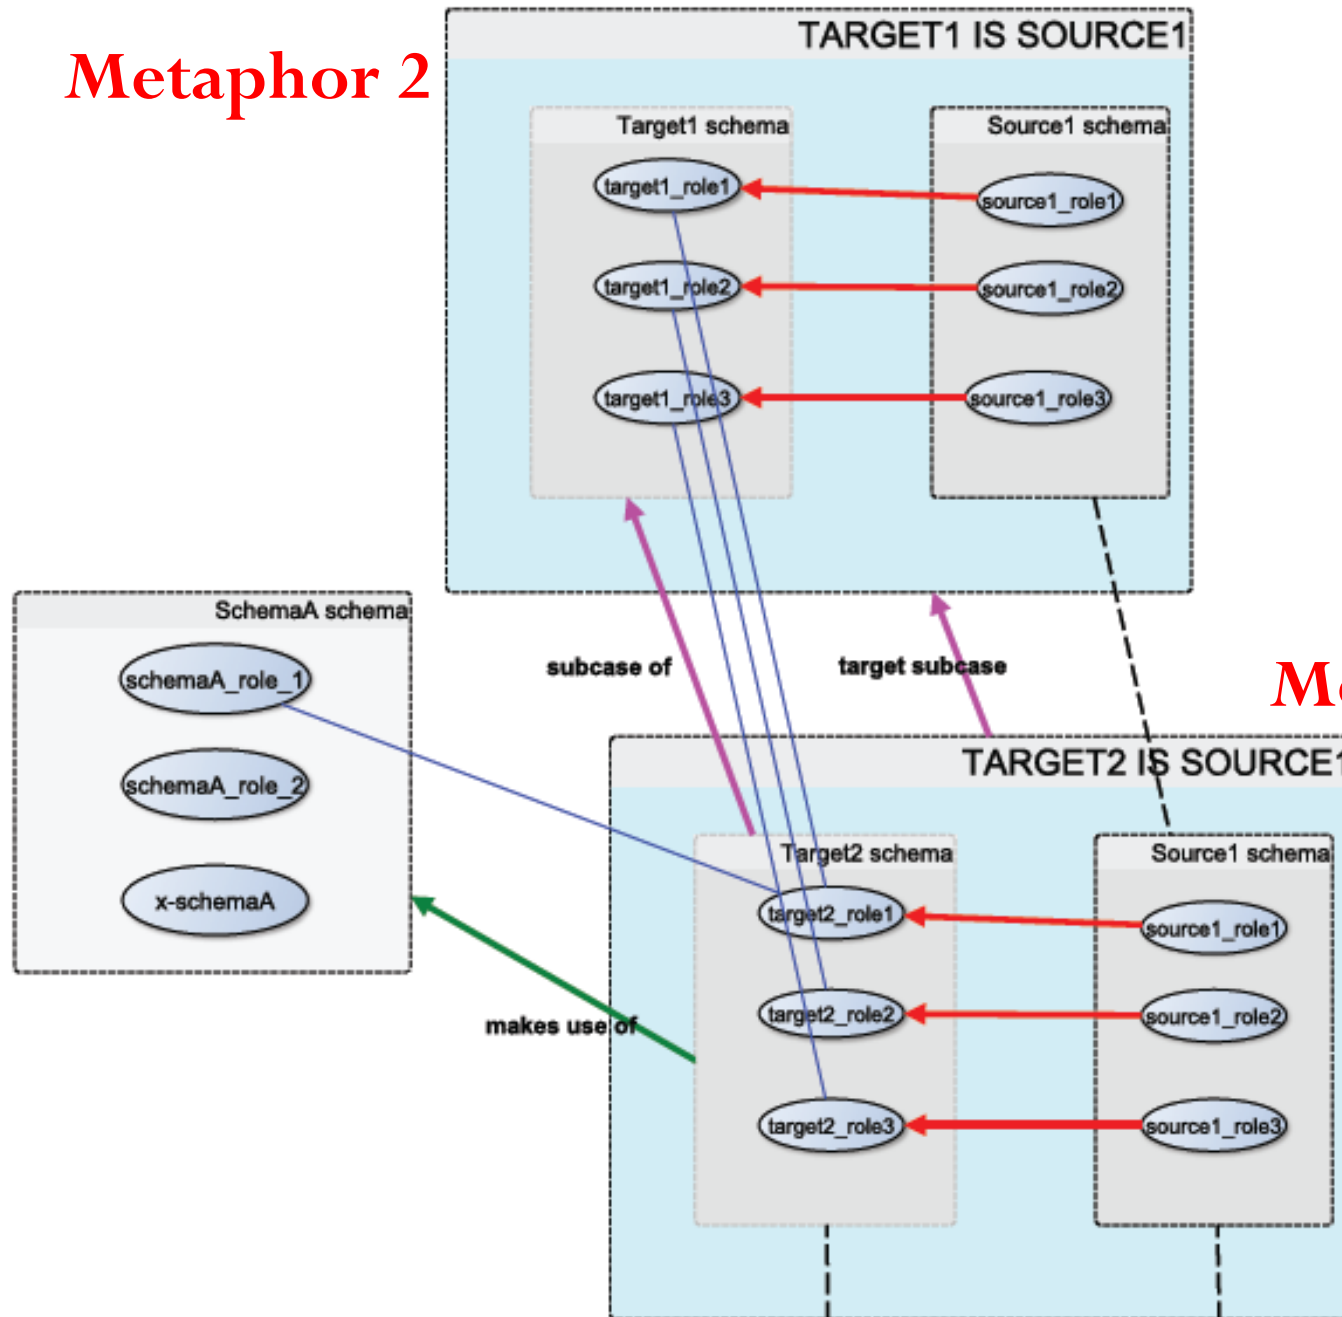 TARGET1 IS SOURCE1
Metaphor 2
Target1 schema
Source1 schema
target1_role1
source1_role1
target1_role2
source1_role2
target1_role3
source1_role3
SchemaA schema
schemaA_role_1
schemaA_role_2
x-schemaA
subcase of
target subcase
TARGET2 IS SOURCE1
Target2 schema
Source1 schema
target2_role1
source1_role1
target2_role2
source1_role2
target2_role3
source1_role3
makes use of